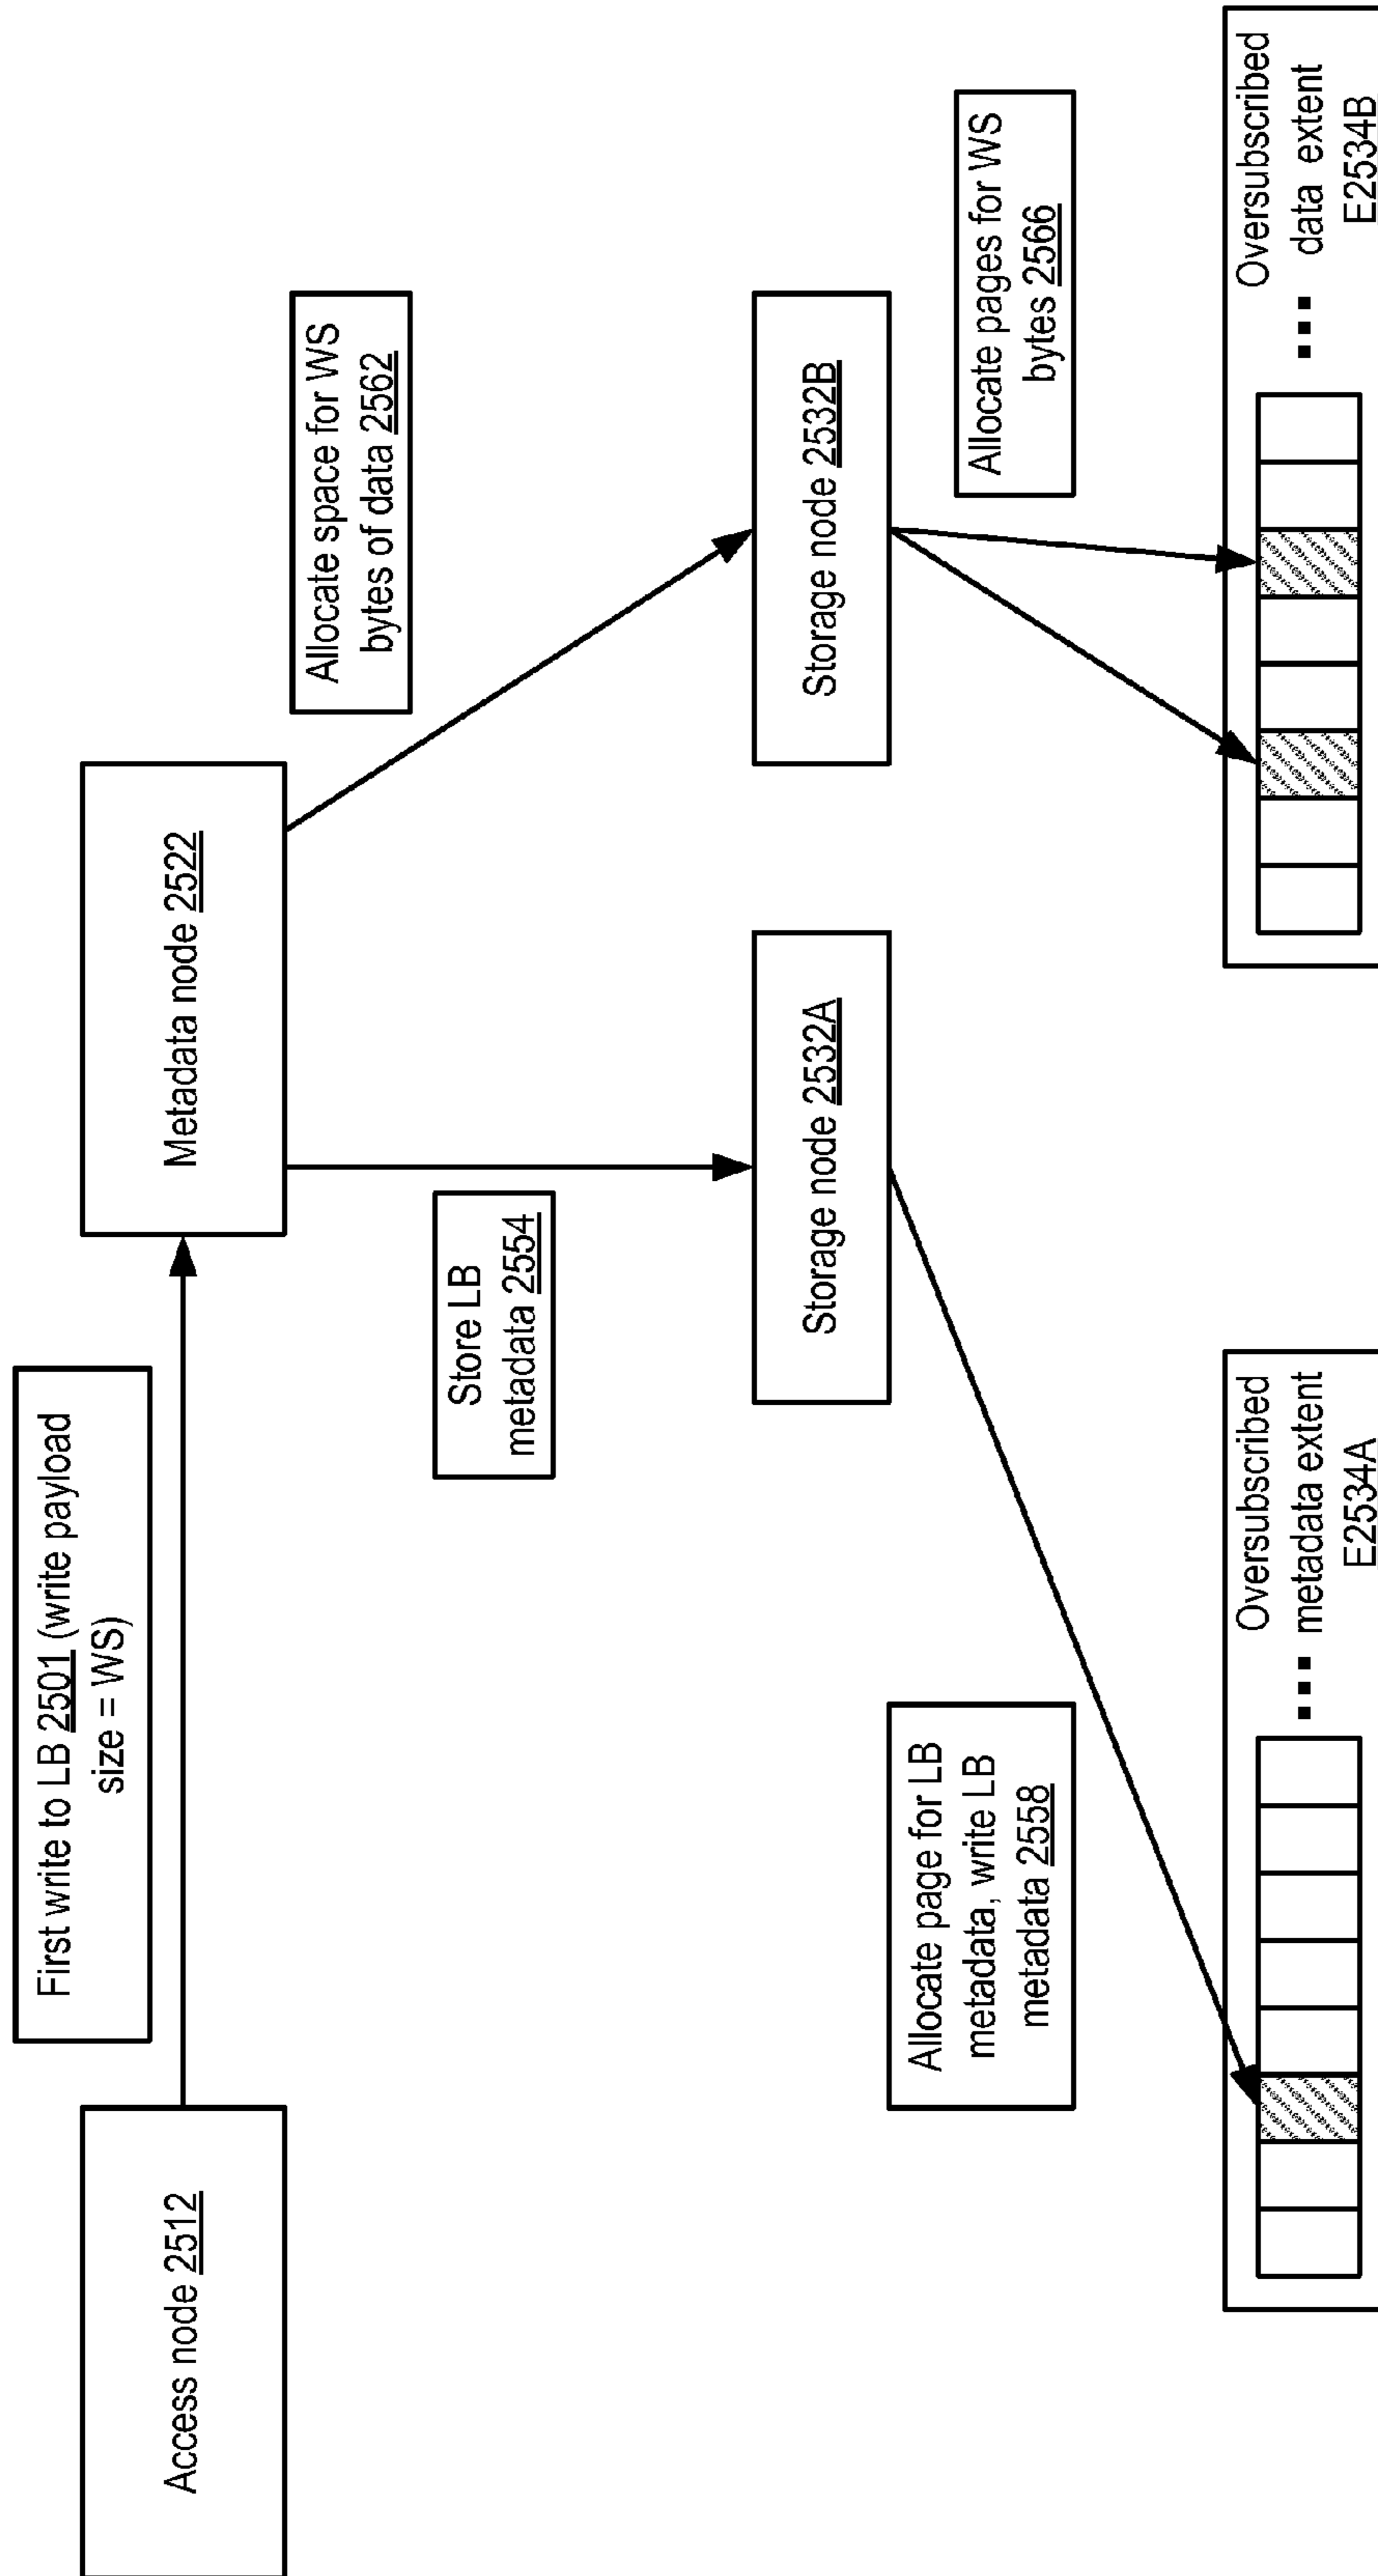 First write to LB 2501 (write payload
size = WS)
Access node 2512
Metadata node 2522
Allocate space for WS
bytes of data 2562
Store LB
metadata 2554
Storage node 2532A
Storage node 2532B
Allocate page for LB
metadata, write LB
metadata 2558
Allocate pages for WS
bytes 2566
Oversubscribed
metadata extent
E2534A
Oversubscribed
data extent
E2534B